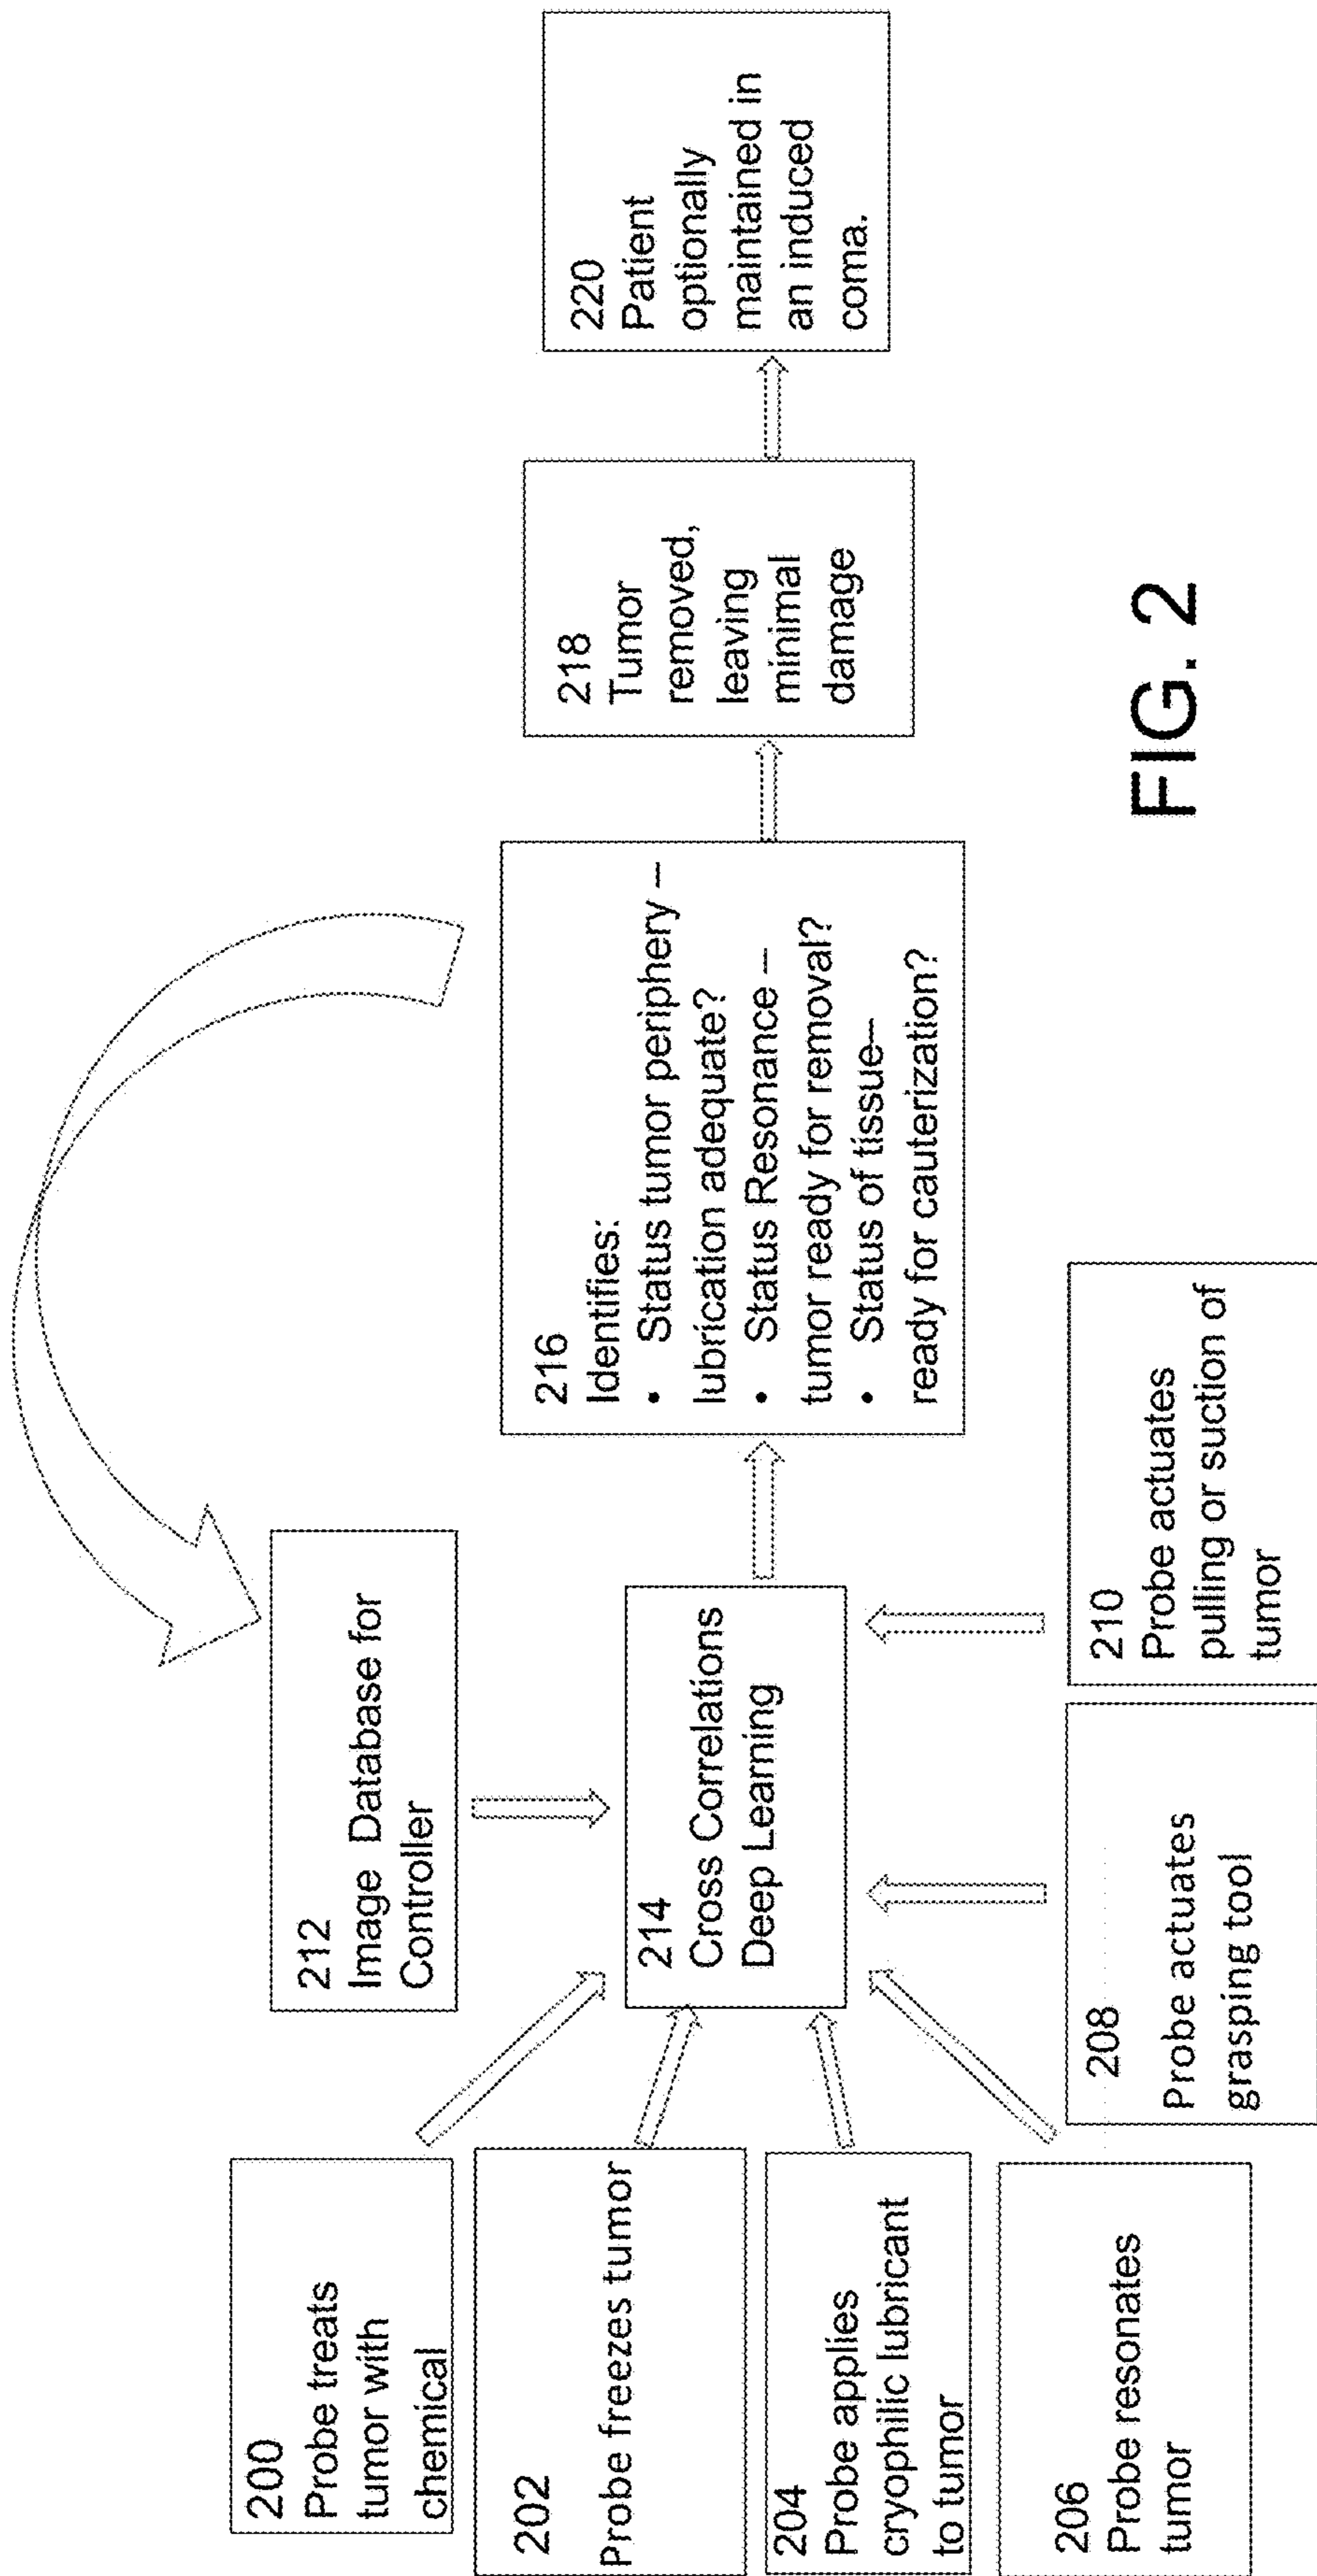 200
Probe treats
tumor with
chemical
202
Probe freezes tumor
204
Probe applies
cryophilic lubricant
to tumor
206
Probe resonates
tumor
208
Probe actuates
grasping tool
210
Probe actuates
pulling or suction of
tumor
212
Image Database for
Controller
214
Cross Correlations
Deep Learning
216
Identifies:
• Status tumor periphery –
lubrication adequate?
• Status Resonance –
tumor ready for removal?
• Status of tissue–
ready for cauterization?
218
Tumor
removed,
leaving
minimal
damage
220
Patient
optionally
maintained in
an induced
coma.
FIG. 2